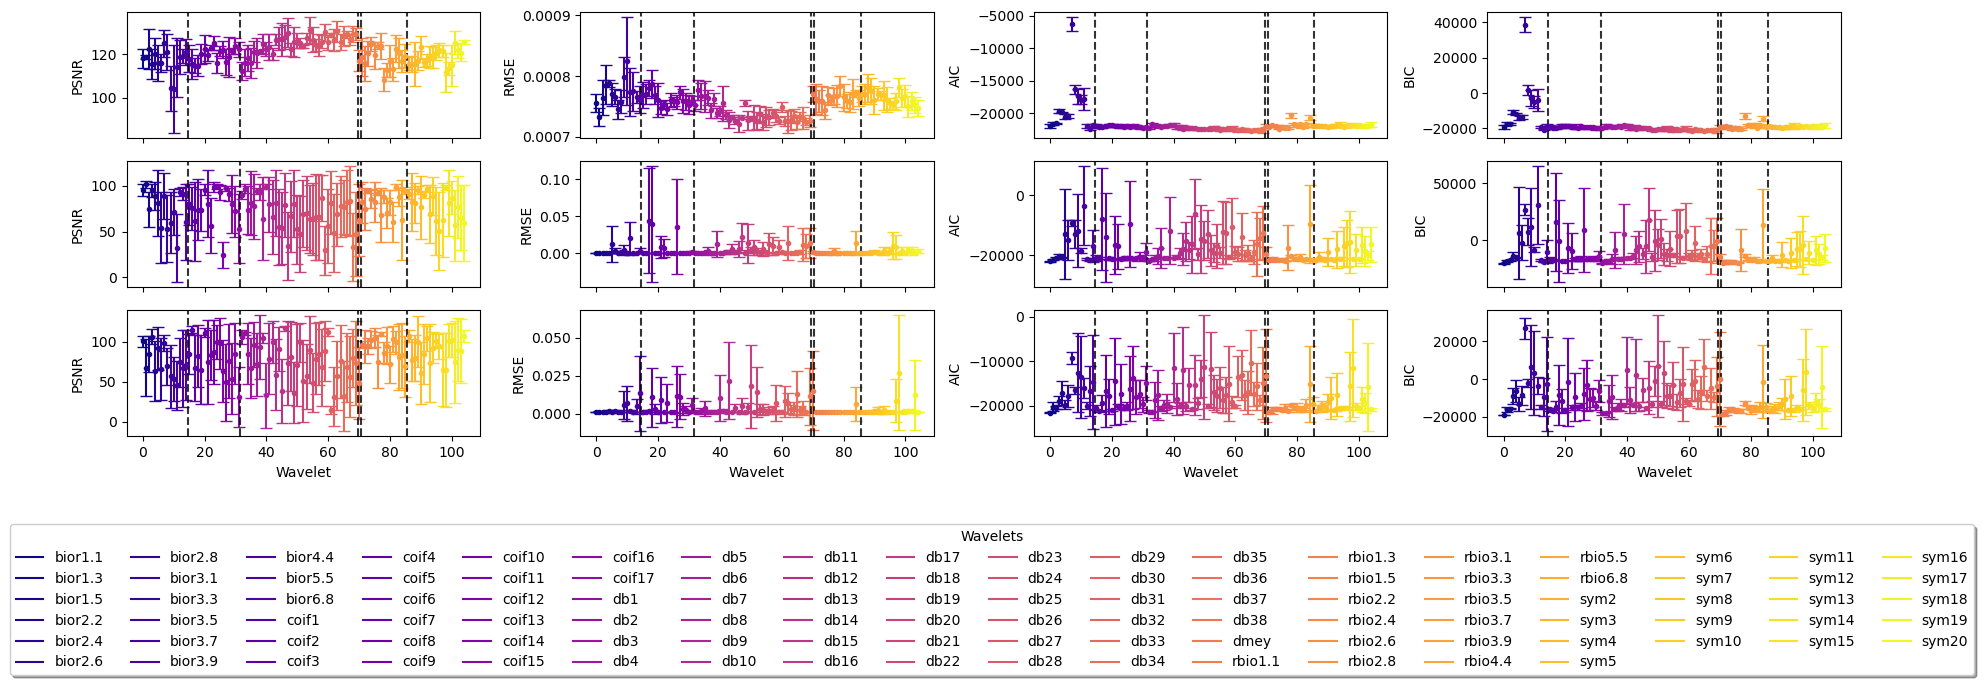 PSNR
120
100
RMSE
0.0009
0.0008
0.0007
AIC
−5000
−10000
−15000
−20000
BIC
40000
20000
0
−20000
PSNR
100
50
0
RMSE
0.10
0.05
0.00
AIC
0
−20000
BIC
50000
0
PSNR
100
50
0
RMSE
0.050
0.025
0.000
AIC
0
−10000
−20000
BIC
20000
0
−20000
0 20 40 60 80 100
0 20 40 60 80 100
0 20 40 60 80 100
0 20 40 60 80 100
Wavelet
Wavelet
Wavelet
Wavelet
Wavelets
bior1.1 bior2.8 bior4.4 coif4 coif10 coif16 db5 db11 db17 db23 db29 db35 rbio1.3 rbio3.1 rbio5.5 sym6 sym11 sym16
bior1.3 bior3.1 bior5.5 coif5 coif11 coif17 db6 db12 db18 db24 db30 db36 rbio1.5 rbio3.3 rbio6.8 sym7 sym12 sym17
bior1.5 bior3.3 bior6.8 coif6 coif12 db1 db7 db13 db19 db25 db31 db37 rbio2.2 rbio3.5 sym2 sym8 sym13 sym18
bior2.2 bior3.5 coif1 coif7 coif13 db2 db8 db14 db20 db26 db32 db38 rbio2.4 rbio3.7 sym3 sym9 sym14 sym19
bior2.4 bior3.7 coif2 coif8 coif14 db3 db9 db15 db21 db27 db33 dmey rbio2.6 rbio3.9 sym4 sym10 sym15 sym20
bior2.6 bior3.9 coif3 coif9 coif15 db4 db10 db16 db22 db28 db34 rbio1.1 rbio2.8 rbio4.4 sym5